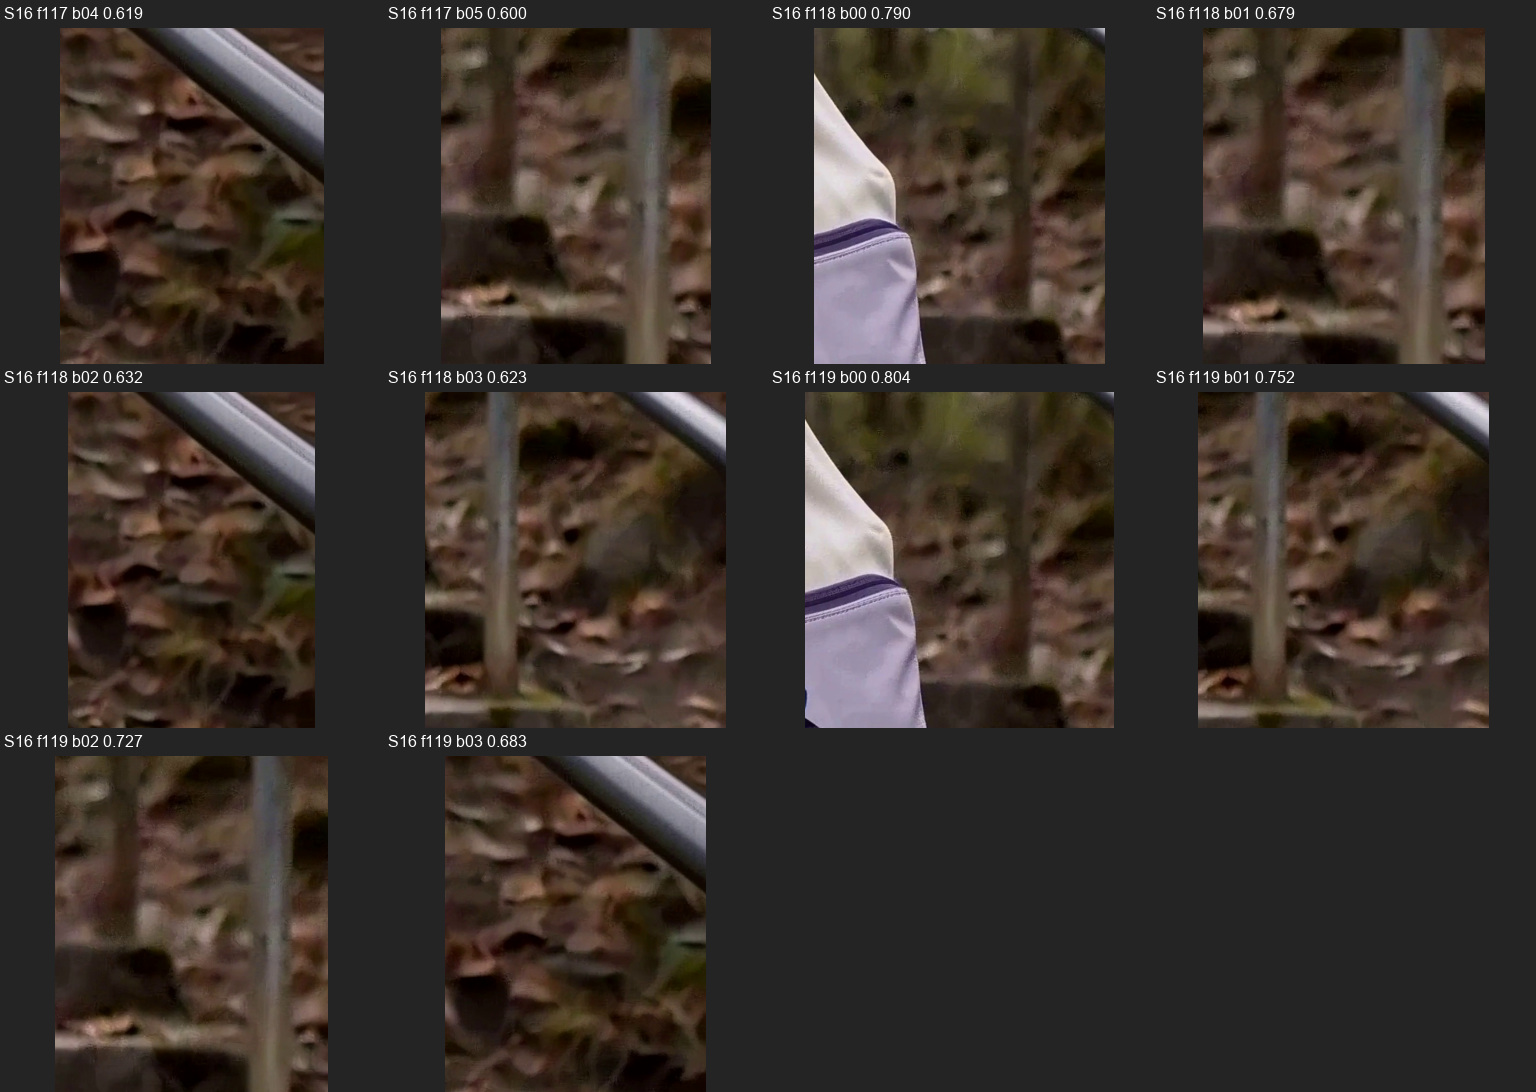 S16 f117 b04 0.619
S16 f117 b05 0.600
S16 f118 b00 0.790
S16 f118 b01 0.679
S16 f118 b02 0.632
S16 f118 b03 0.623
S16 f119 b00 0.804
S16 f119 b01 0.752
S16 f119 b02 0.727
S16 f119 b03 0.683